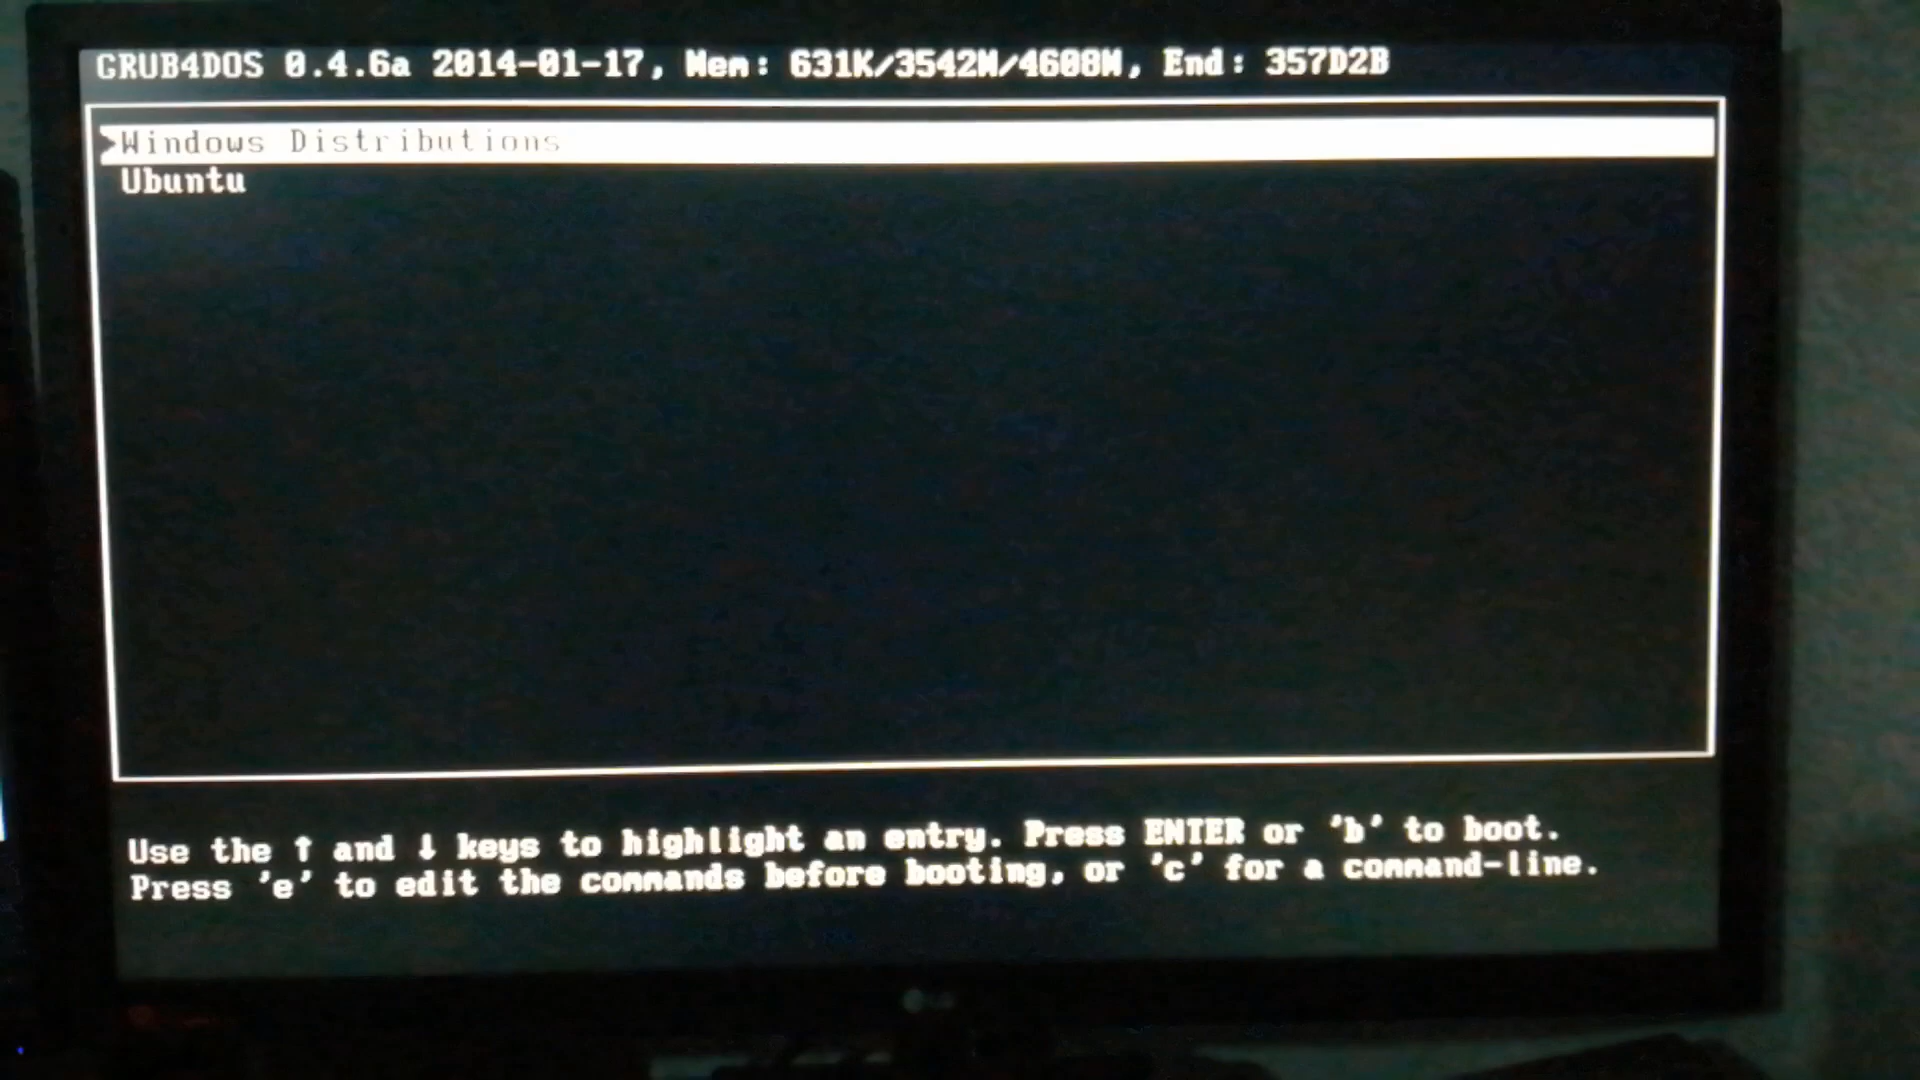 GRUB4DOS 0.4.6a 2014-01-17, Mem: 631K/3542M/4608M, End: 357D2B
Windows Distributions
Ubuntu
Use the ↑ and ↓ keys to highlight an entry. Press ENTER or 'b' to boot.
Press 'e' to edit the commands before booting, or 'c' for a command-line.
LG